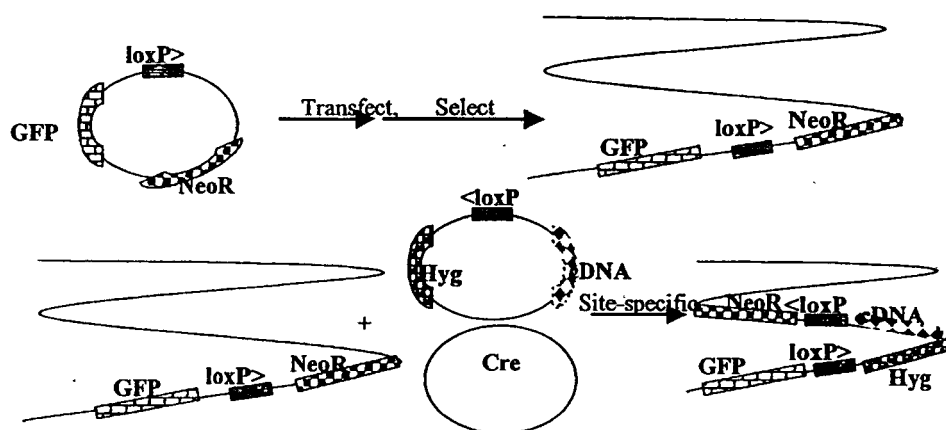 loxP>
GFP
NeoR
Transfect, Select
NeoR
loxP>
GFP
<loxP
Hyg
DNA
Site-specific
NeoR <loxP cDNA
Cre
NeoR
loxP>
GFP
loxP>
GFP
Hyg